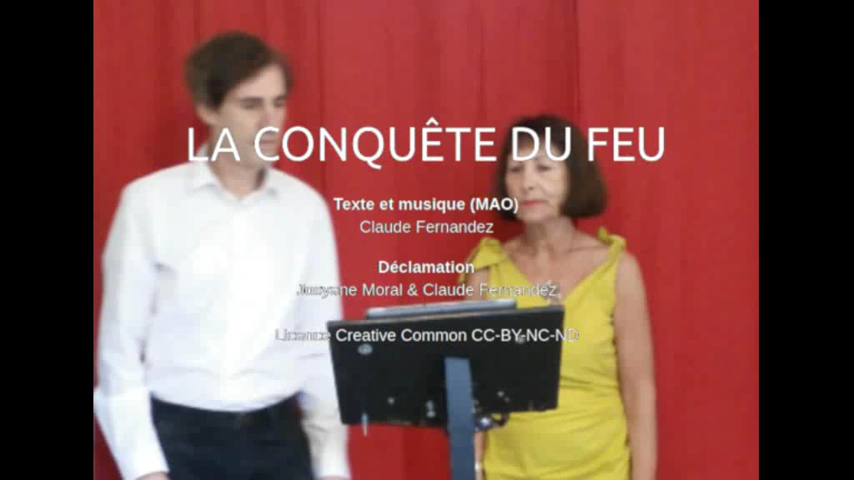 LA CONQUÊTE DU FEU
Texte et musique (MAO)
Claude Fernandez
Déclamation
Moral & Claude Fernandez
Licence Creative Common CC-BY-NC-ND